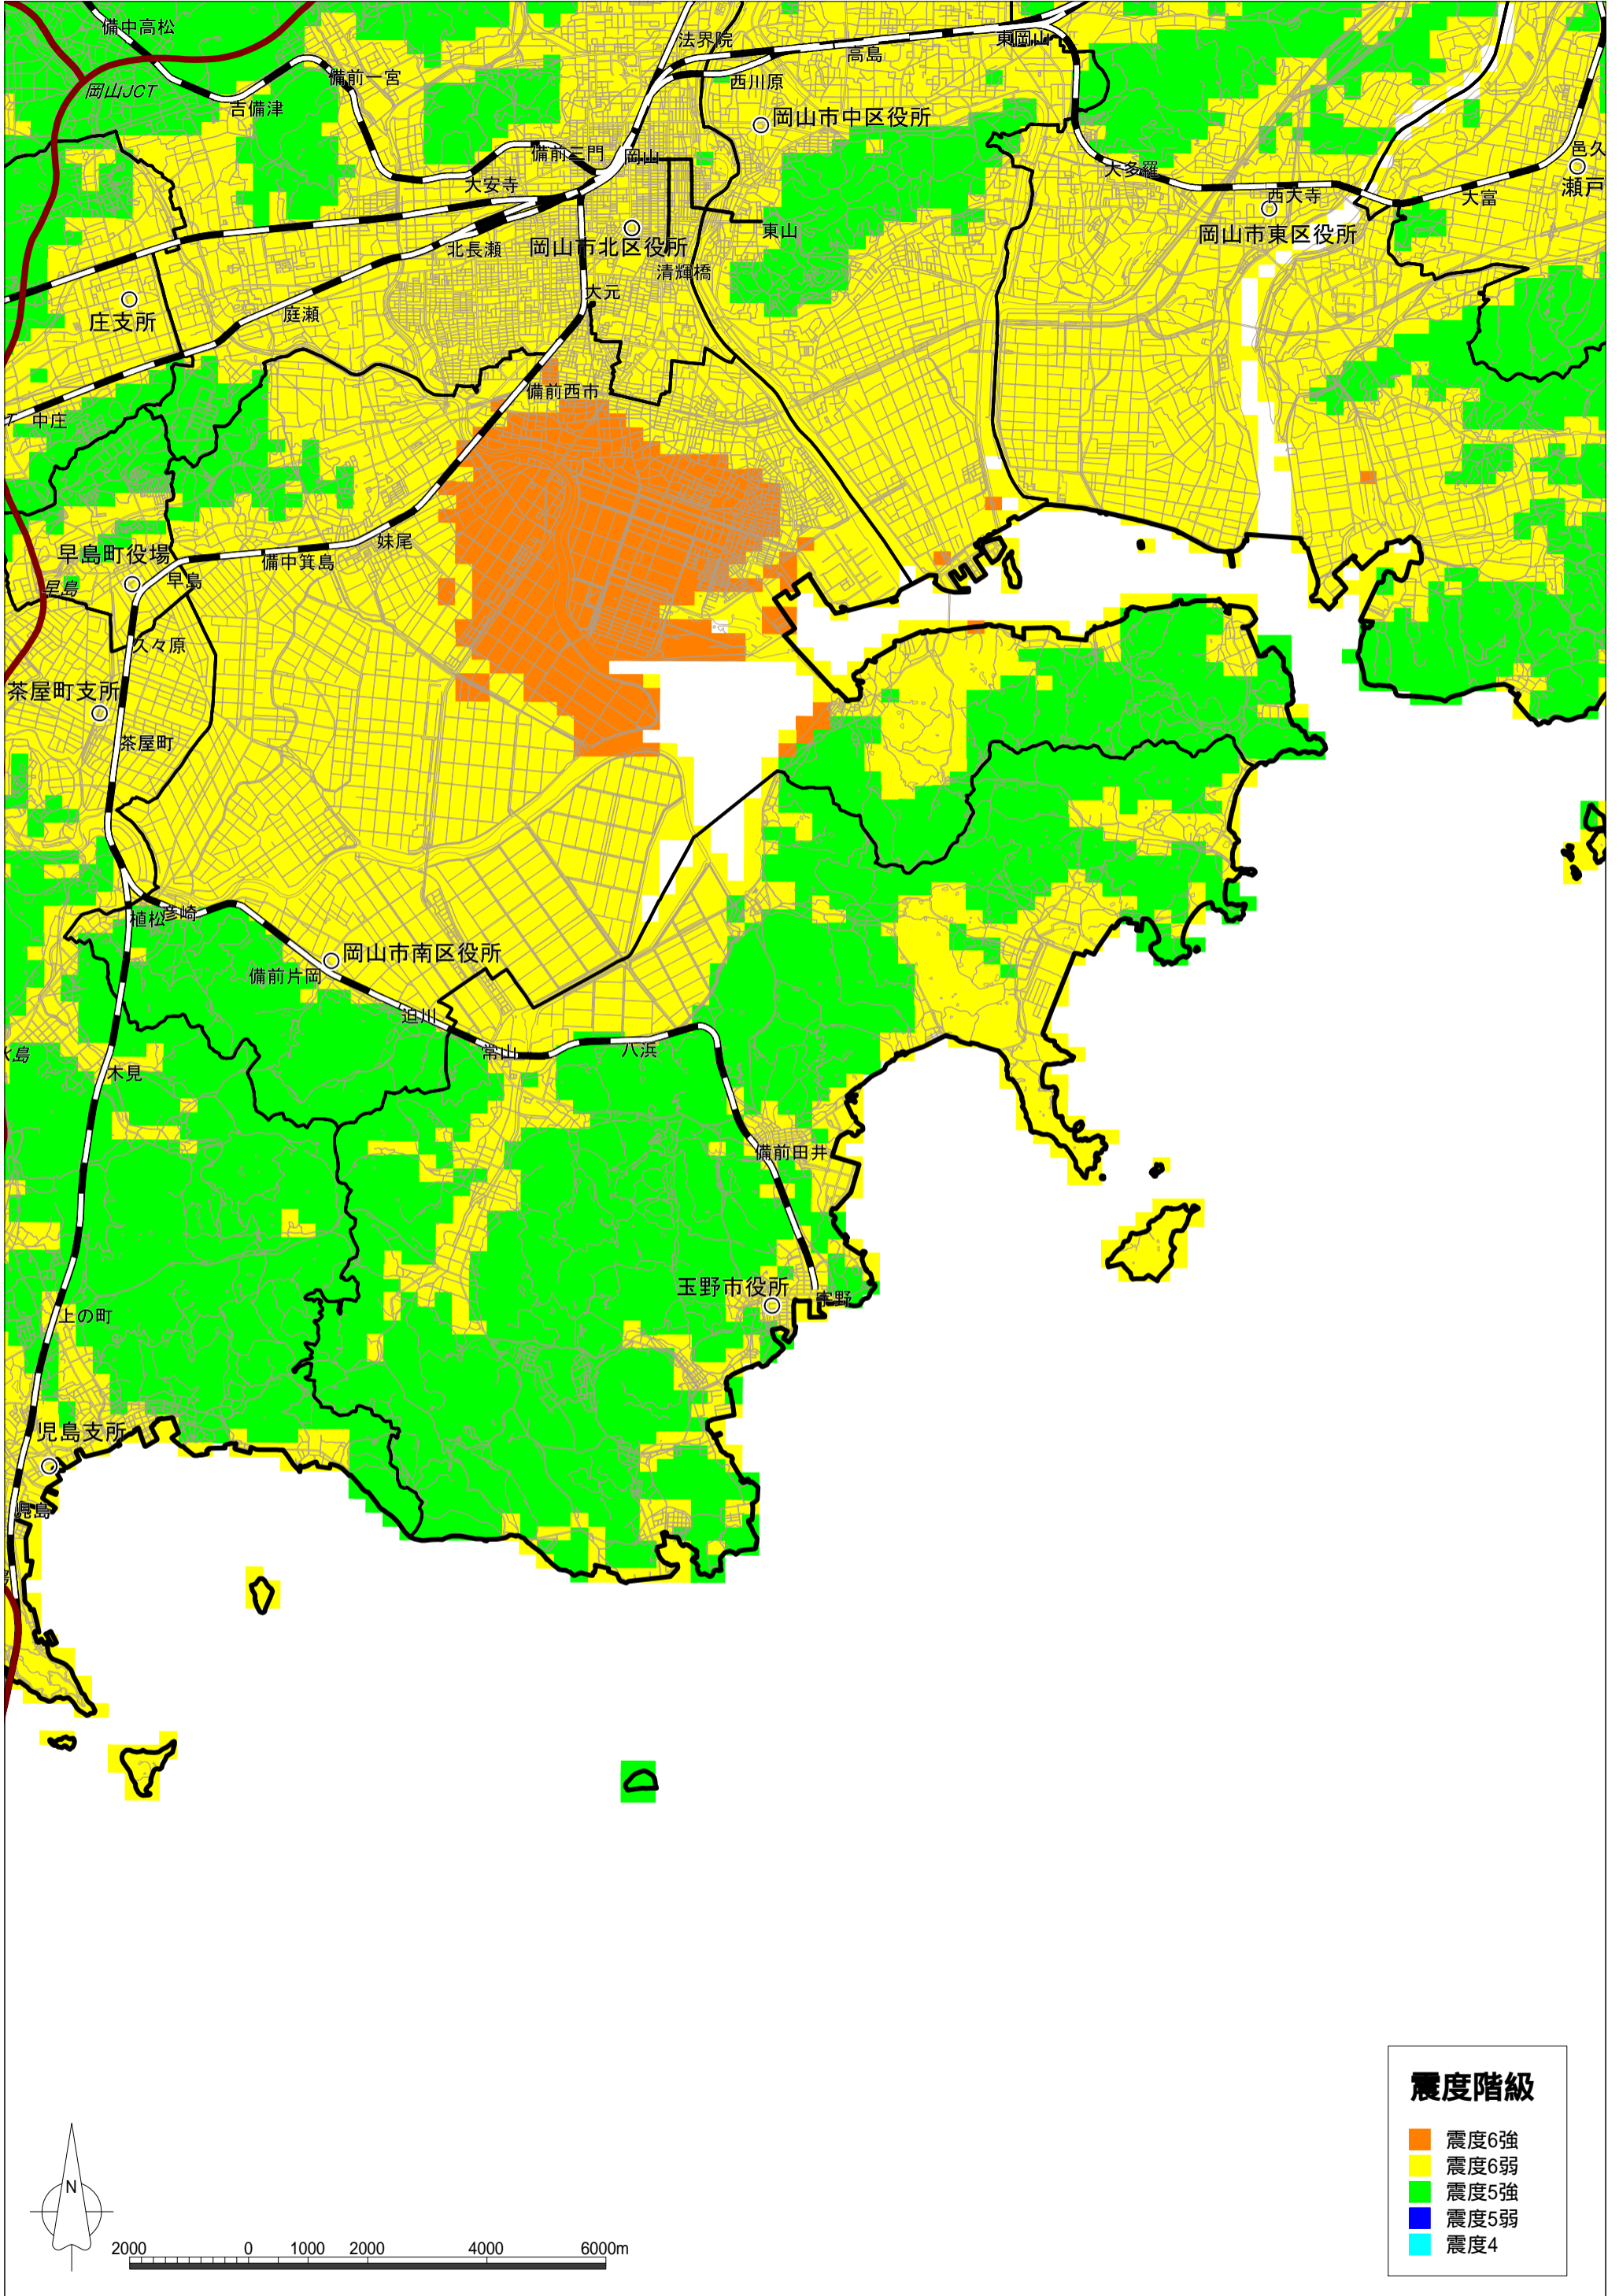 備中高松
法界院
東岡山
高島
備前一宮
岡山JCT
吉備津
西川原
岡山市中区役所
備前三門
岡山
邑久
大安寺
大多羅
瀬戸
西大寺
大富
東山
岡山市東区役所
北長瀬
岡山市北区役所
清輝橋
大元
庄支所
庭瀬
備前西市
中庄
妹尾
早島町役場
備中箕島
早島
早島
久々原
茶屋町支所
茶屋町
植松
彦崎
岡山市南区役所
備前片岡
迫川
常山
八浜
水島
木見
備前田井
玉野市役所
宇野
上の町
児島支所
児島
震度階級
震度6強
震度6弱
震度5強
震度5弱
震度4
N
2000 0 1000 2000 4000 6000m